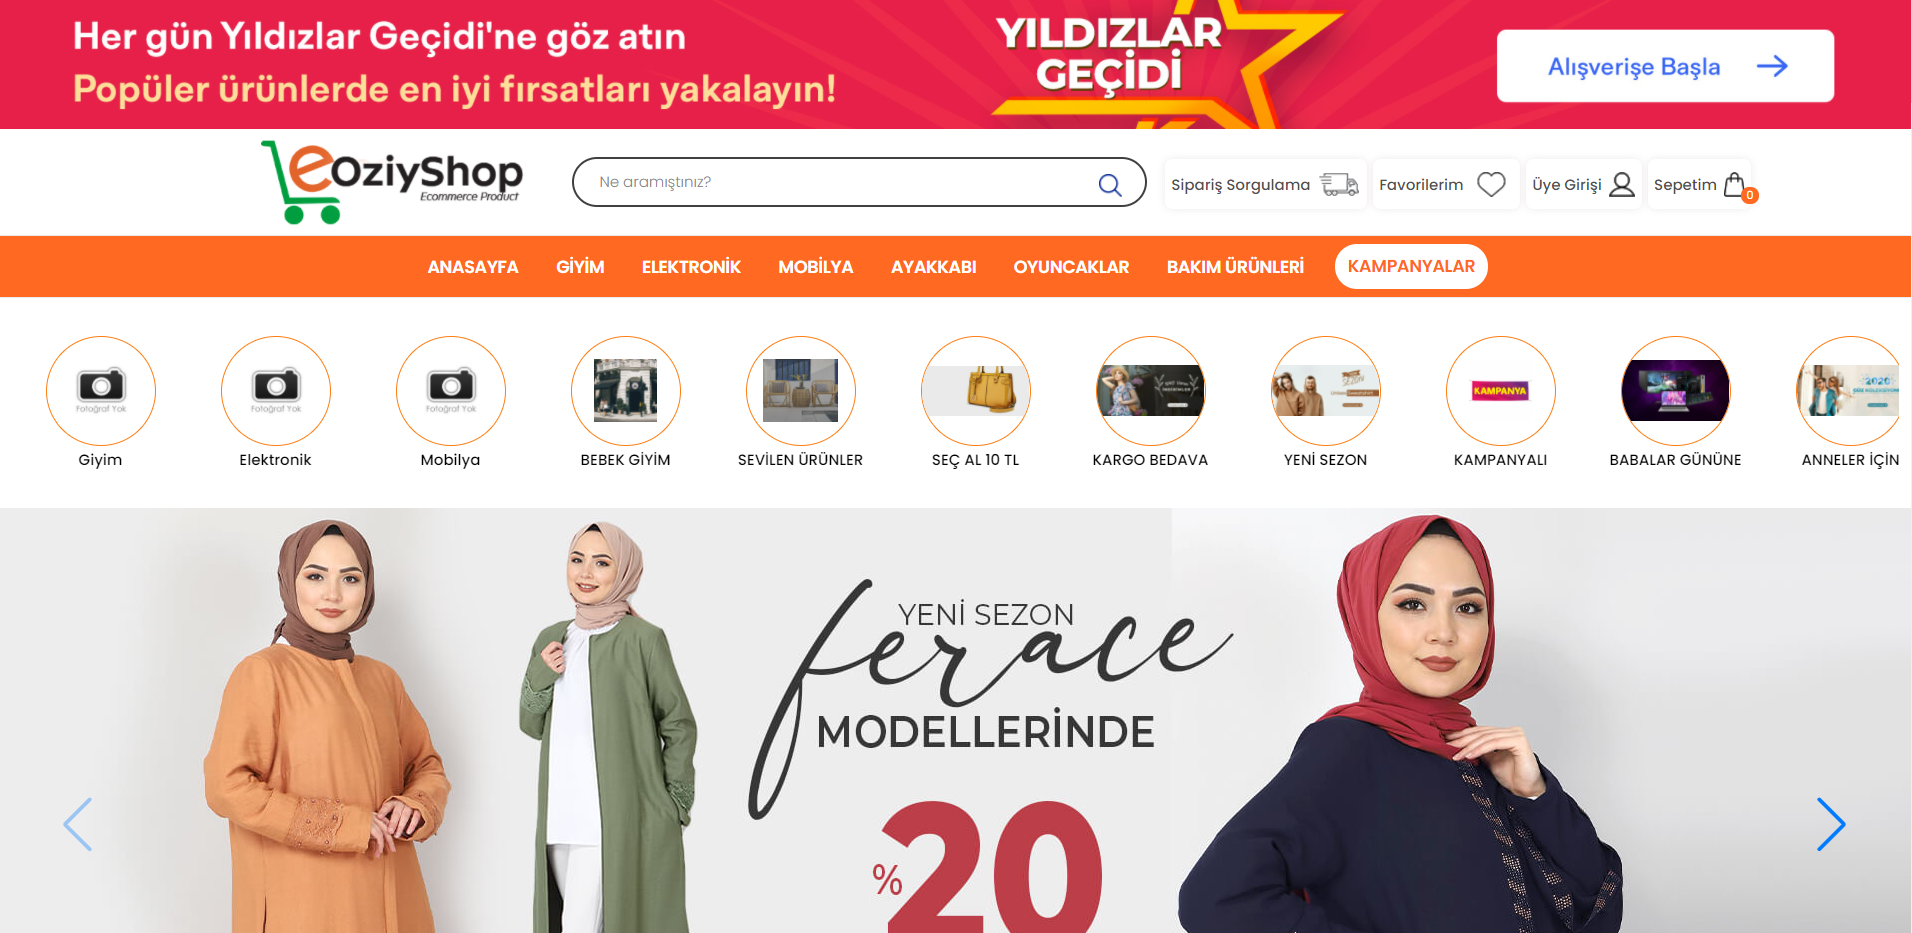 Her gün Yıldızlar Geçidi'ne göz atın
Popüler ürünlerde en iyi fırsatları yakalayın!
YILDIZLAR
GEÇİDİ
Alışverişe Başla
eOziyShop
Ecommerce Product
Ne aramıştınız?
Sipariş Sorgulama
Favorilerim
Üye Girişi
Sepetim
0
ANASAYFA
GİYİM
ELEKTRONİK
MOBİLYA
AYAKKABI
OYUNCAKLAR
BAKIM ÜRÜNLERİ
KAMPANYALAR
Fotoğraf Yok
Fotoğraf Yok
Fotoğraf Yok
KAMPANYA
Giyim
Elektronik
Mobilya
BEBEK GİYİM
SEVİLEN ÜRÜNLER
SEÇ AL 10 TL
KARGO BEDAVA
YENİ SEZON
KAMPANYALI
BABALAR GÜNÜNE
ANNELER İÇİN
YENİ SEZON
ferace
MODELLERİNDE
%20